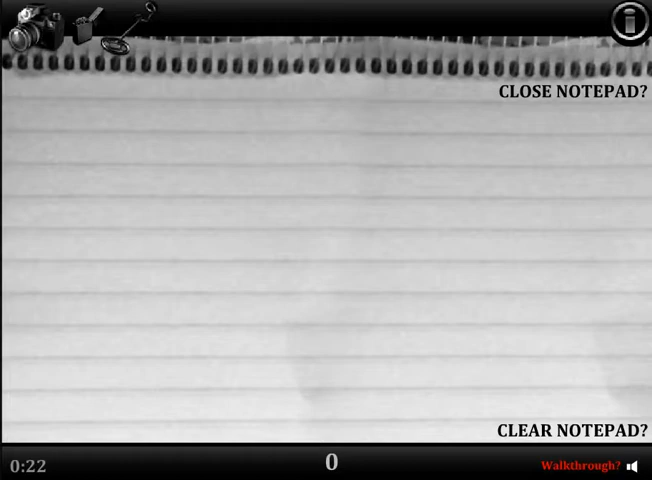 CLOSE NOTEPAD?
CLEAR NOTEPAD?
0:22
0
Walkthrough?